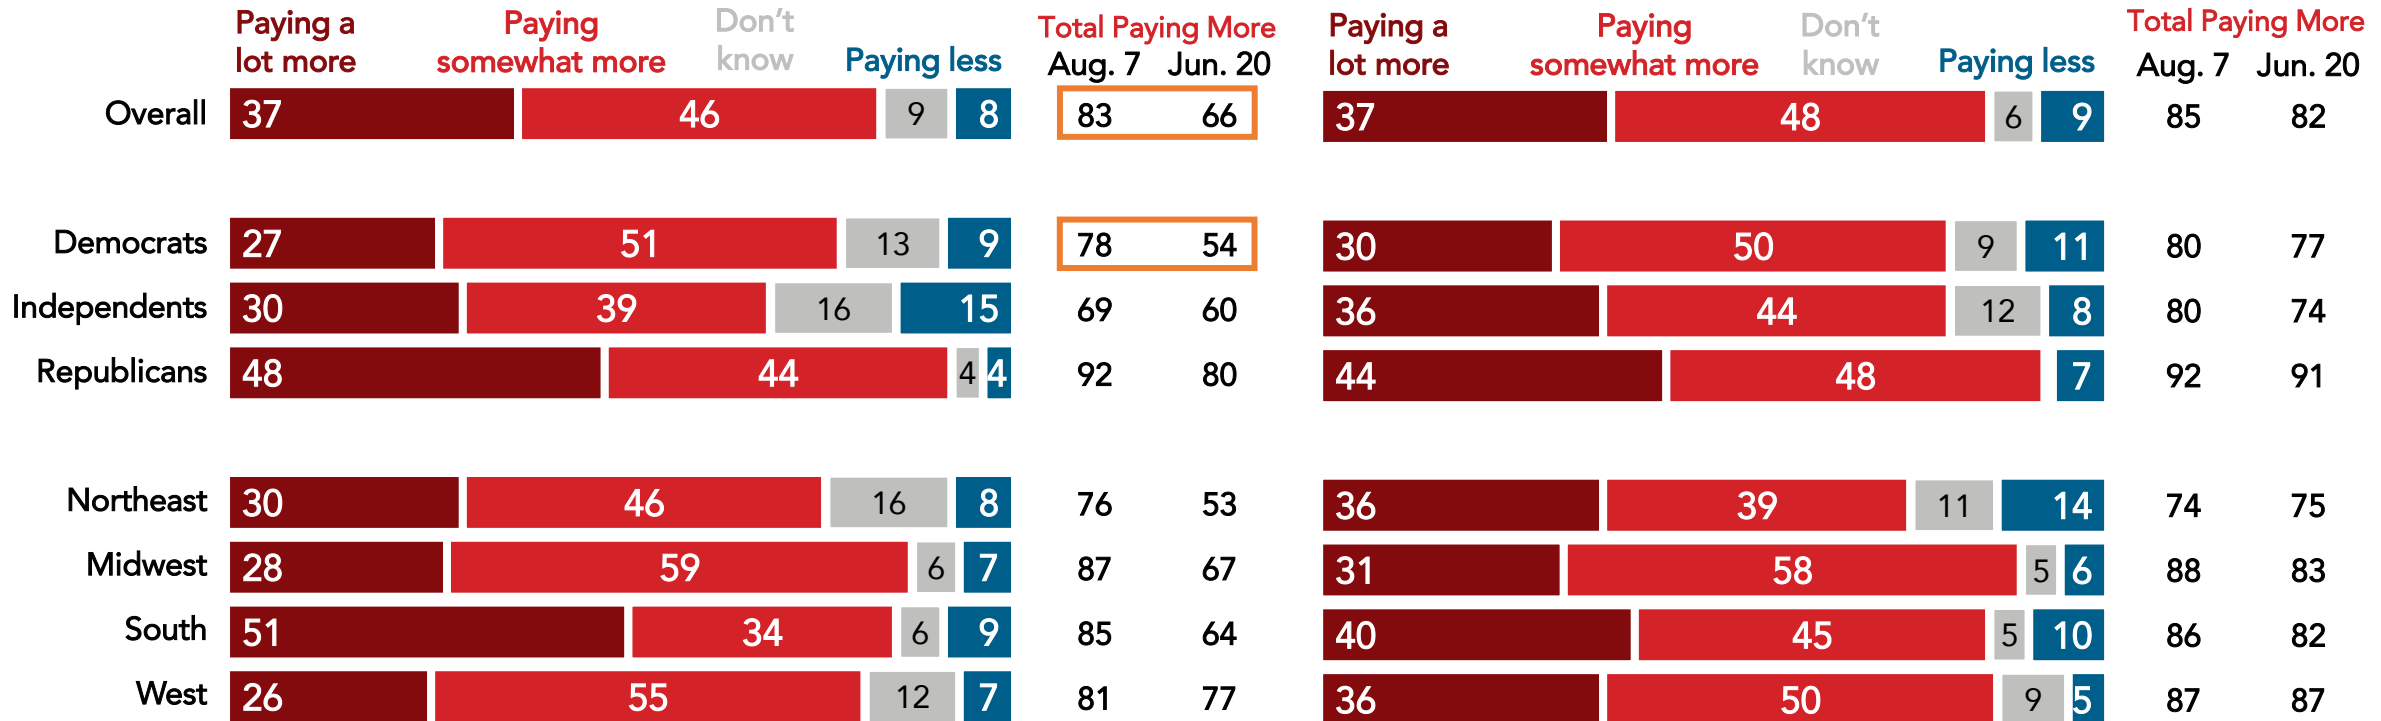 Paying a Paying Don't Total Paying More Paying a Paying Don't Total Paying More
lot more somewhat more know Paying less Aug. 7 Jun. 20 lot more somewhat more know Paying less Aug. 7 Jun. 20
Overall 37 46 9 8 83 66 37 48 6 9 85 82
Democrats 27 51 13 9 78 54 30 50 9 11 80 77
Independents 30 39 16 15 69 60 36 44 12 8 80 74
Republicans 48 44 4 4 92 80 44 48 7 92 91
Northeast 30 46 16 8 76 53 36 39 11 14 74 75
Midwest 28 59 6 7 87 67 31 58 5 6 88 83
South 51 34 6 9 85 64 40 45 5 10 86 82
West 26 55 12 7 81 77 36 50 9 5 87 87